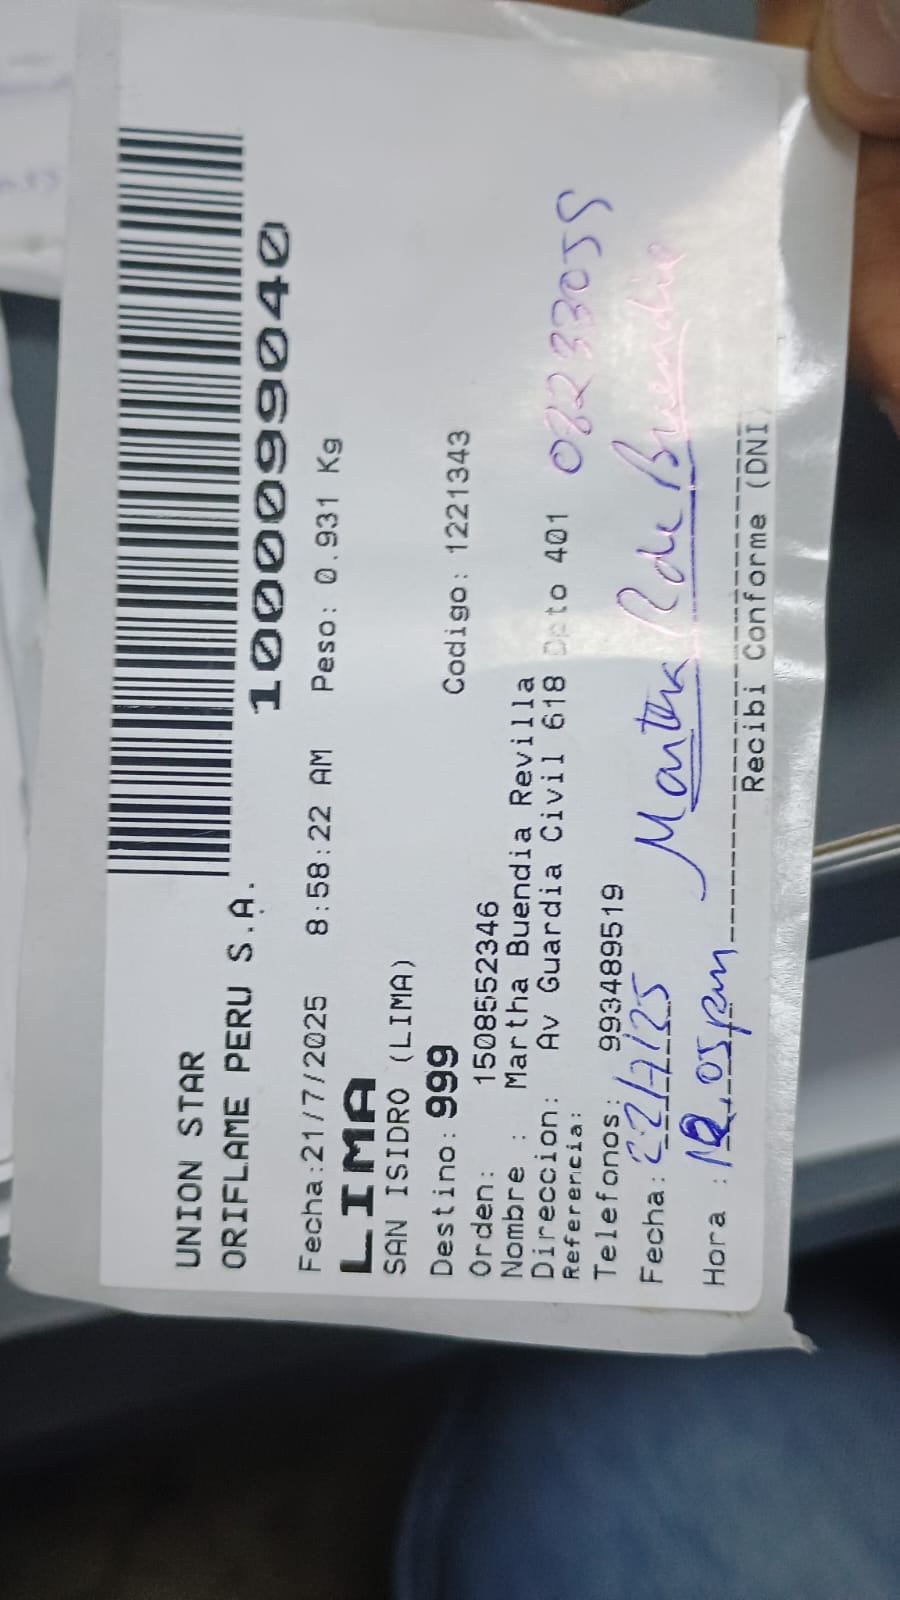 UNION STAR
ORIFLAME PERU S.A.
1000099040
Fecha:21/7/2025 8:58:22 AM Peso: 0.931 Kg
LIMA
SAN ISIDRO (LIMA)
Destino: 999 Codigo: 1221343
Orden: 1508552346
Nombre : Martha Buendia Revilla
Direccion: Av Guardia Civil 618 Dpto 401 08233055
Referencia:
Telefonos: 993489519
Fecha: 22/7/25 Martha R de Buendia
Hora : .05pm
Recibi Conforme (DNI)